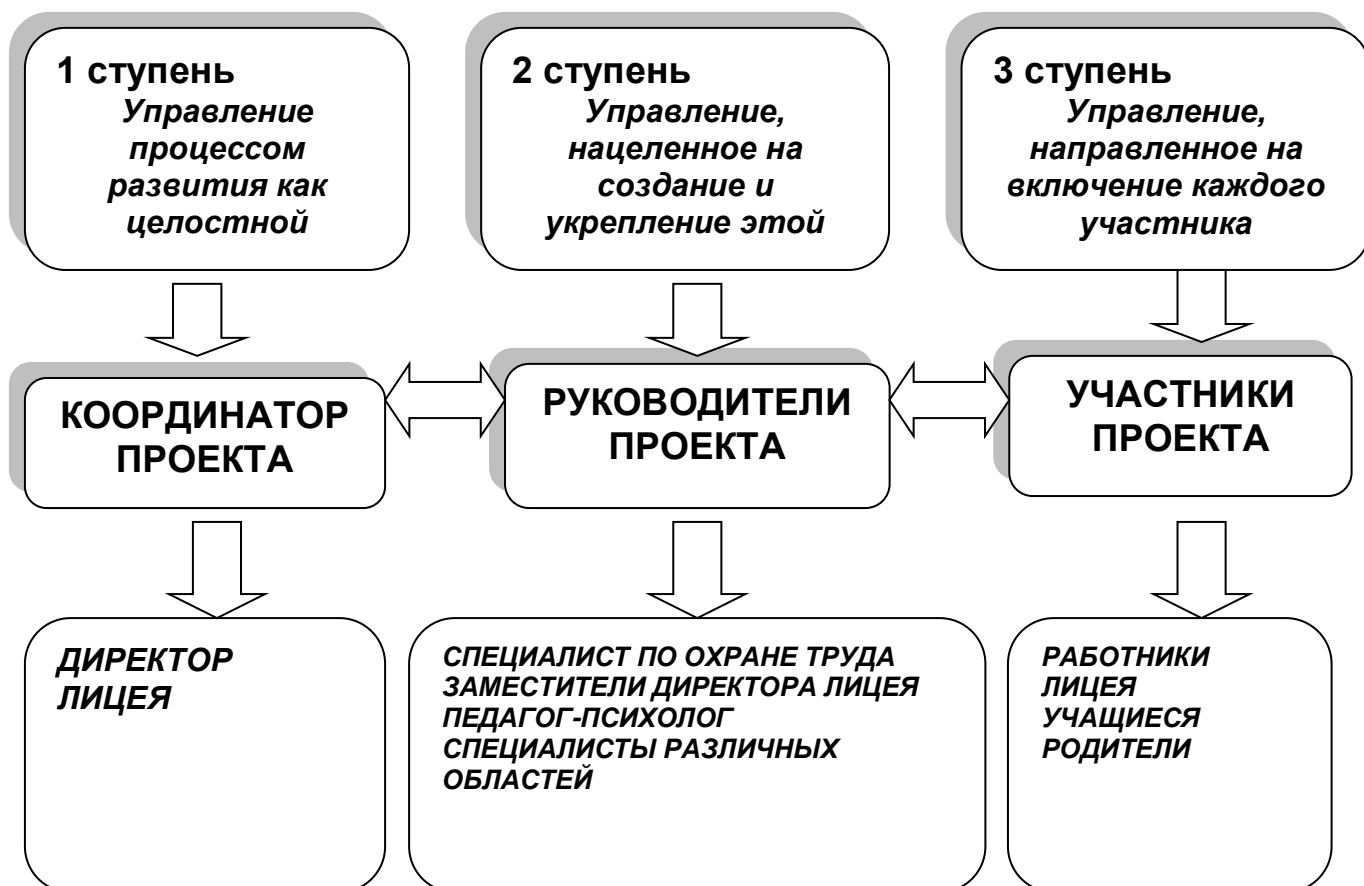 1 ступень
Управление
процессом
развития как
целостной
2 ступень
Управление,
нацеленное на
создание и
укрепление этой
3 ступень
Управление,
направленное на
включение каждого
участника
КООРДИНАТОР
ПРОЕКТА
РУКОВОДИТЕЛИ
ПРОЕКТА
УЧАСТНИКИ
ПРОЕКТА
ДИРЕКТОР
ЛИЦЕЯ
СПЕЦИАЛИСТ ПО ОХРАНЕ ТРУДА
ЗАМЕСТИТЕЛИ ДИРЕКТОРА ЛИЦЕЯ
ПЕДАГОГ-ПСИХОЛОГ
СПЕЦИАЛИСТЫ РАЗЛИЧНЫХ
ОБЛАСТЕЙ
РАБОТНИКИ
ЛИЦЕЯ
УЧАЩИЕСЯ
РОДИТЕЛИ